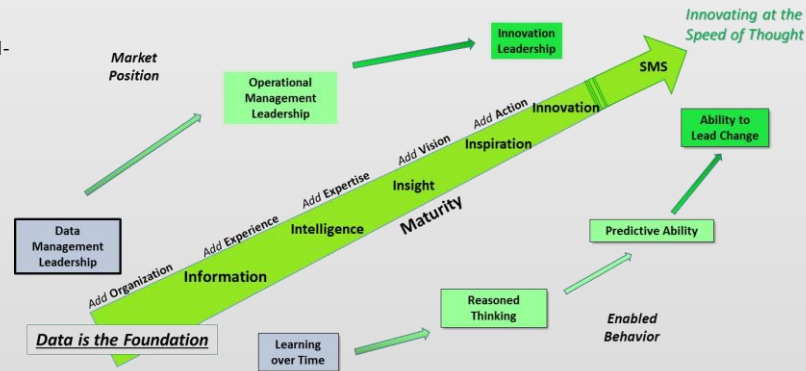 Innovating at the
Speed of Thought
Market
Position
Innovation
Leadership
Operational
Management
Leadership
SMS
Add Action
Innovation
Add Vision
Inspiration
Ability to
Lead Change
Add Expertise
Insight
Add Experience
Intelligence
Maturity
Data
Management
Leadership
Add Organization
Information
Predictive Ability
Reasoned
Thinking
Enabled
Behavior
Data is the Foundation
Learning
over Time